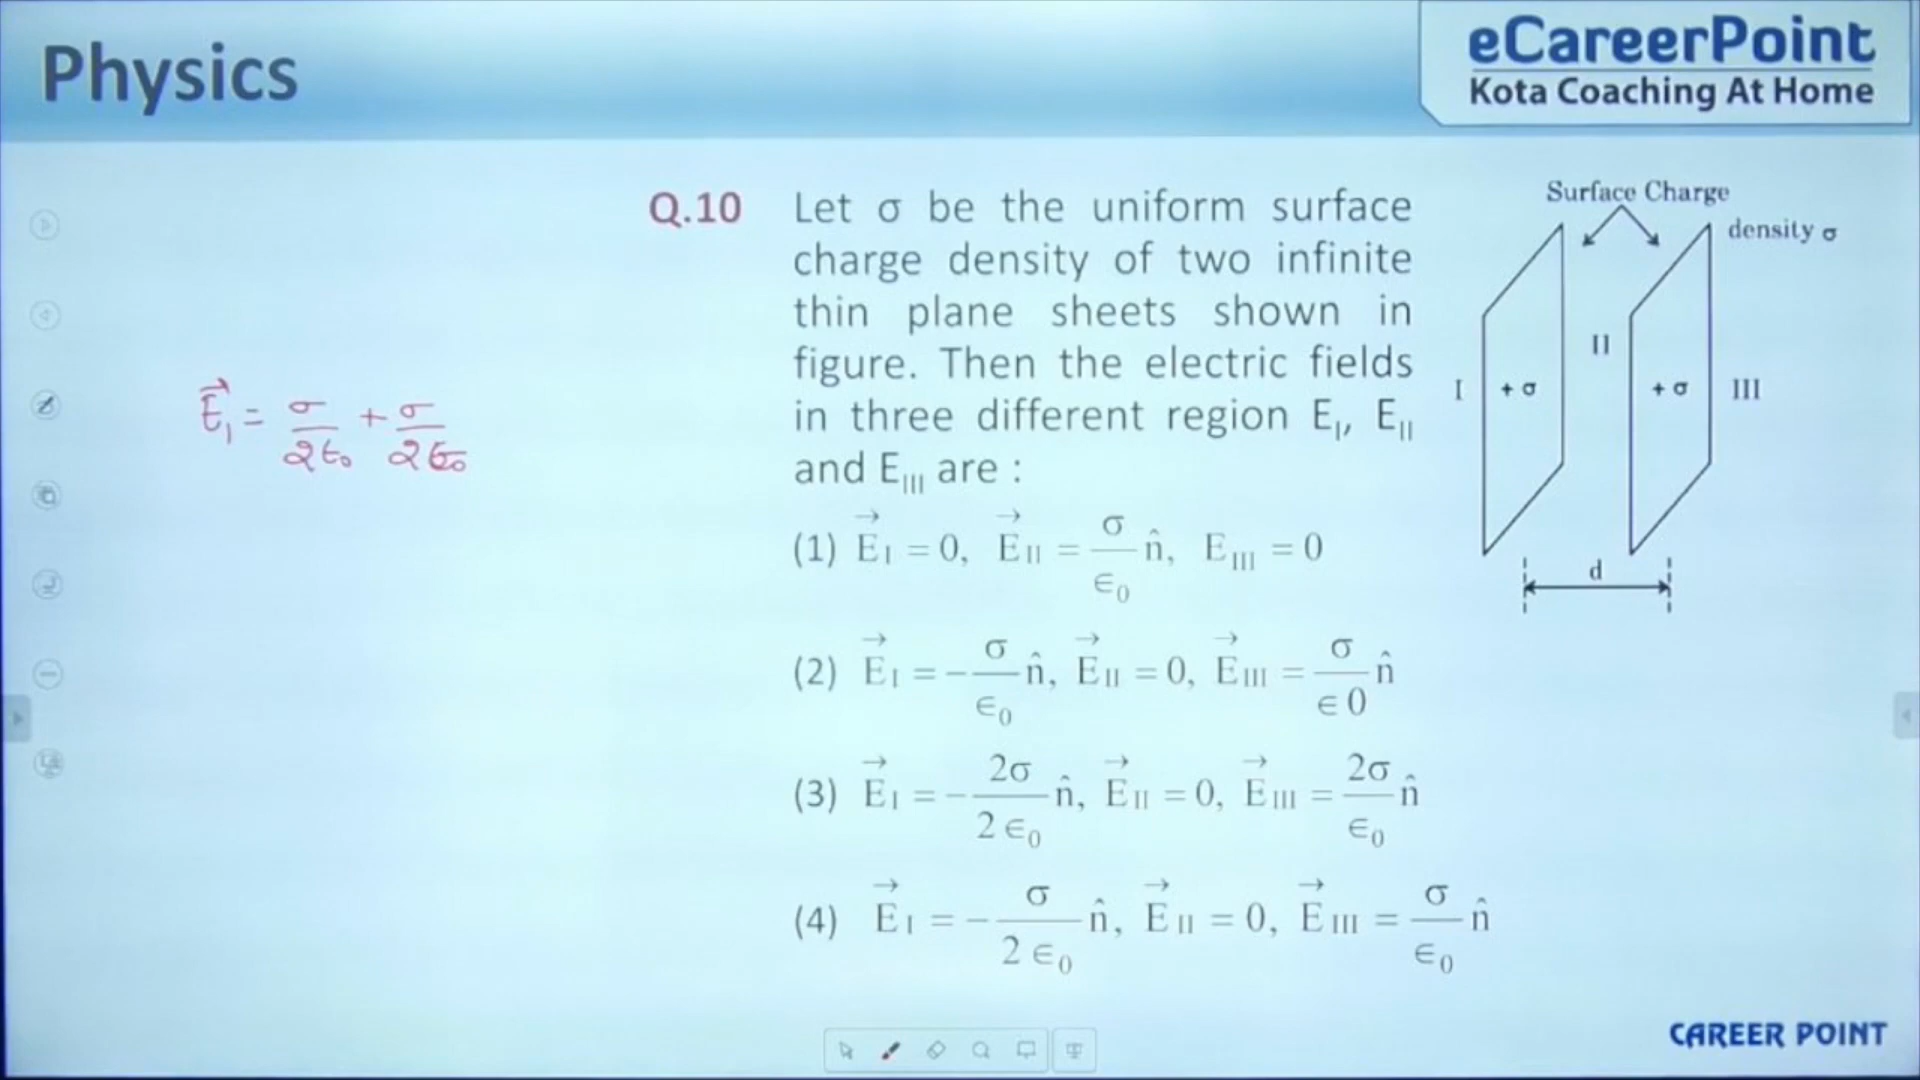 Physics
eCareerPoint
Kota Coaching At Home
E⃗₁ = σ/2ε₀ + σ/2ε₀
Q.10 Let σ be the uniform surface
charge density of two infinite
thin plane sheets shown in
figure. Then the electric fields
in three different region E_I, E_II
and E_III are :
(1) E⃗_I = 0, E⃗_II = σ/∈₀ n̂, E_III = 0
(2) E⃗_I = −σ/∈₀ n̂, E⃗_II = 0, E⃗_III = σ/∈0 n̂
(3) E⃗_I = −2σ/2∈₀ n̂, E⃗_II = 0, E⃗_III = 2σ/∈₀ n̂
(4) E⃗_I = −σ/2∈₀ n̂, E⃗_II = 0, E⃗_III = σ/∈₀ n̂
Surface Charge
density σ
I
+ σ
II
+ σ
III
d
CAREER POINT